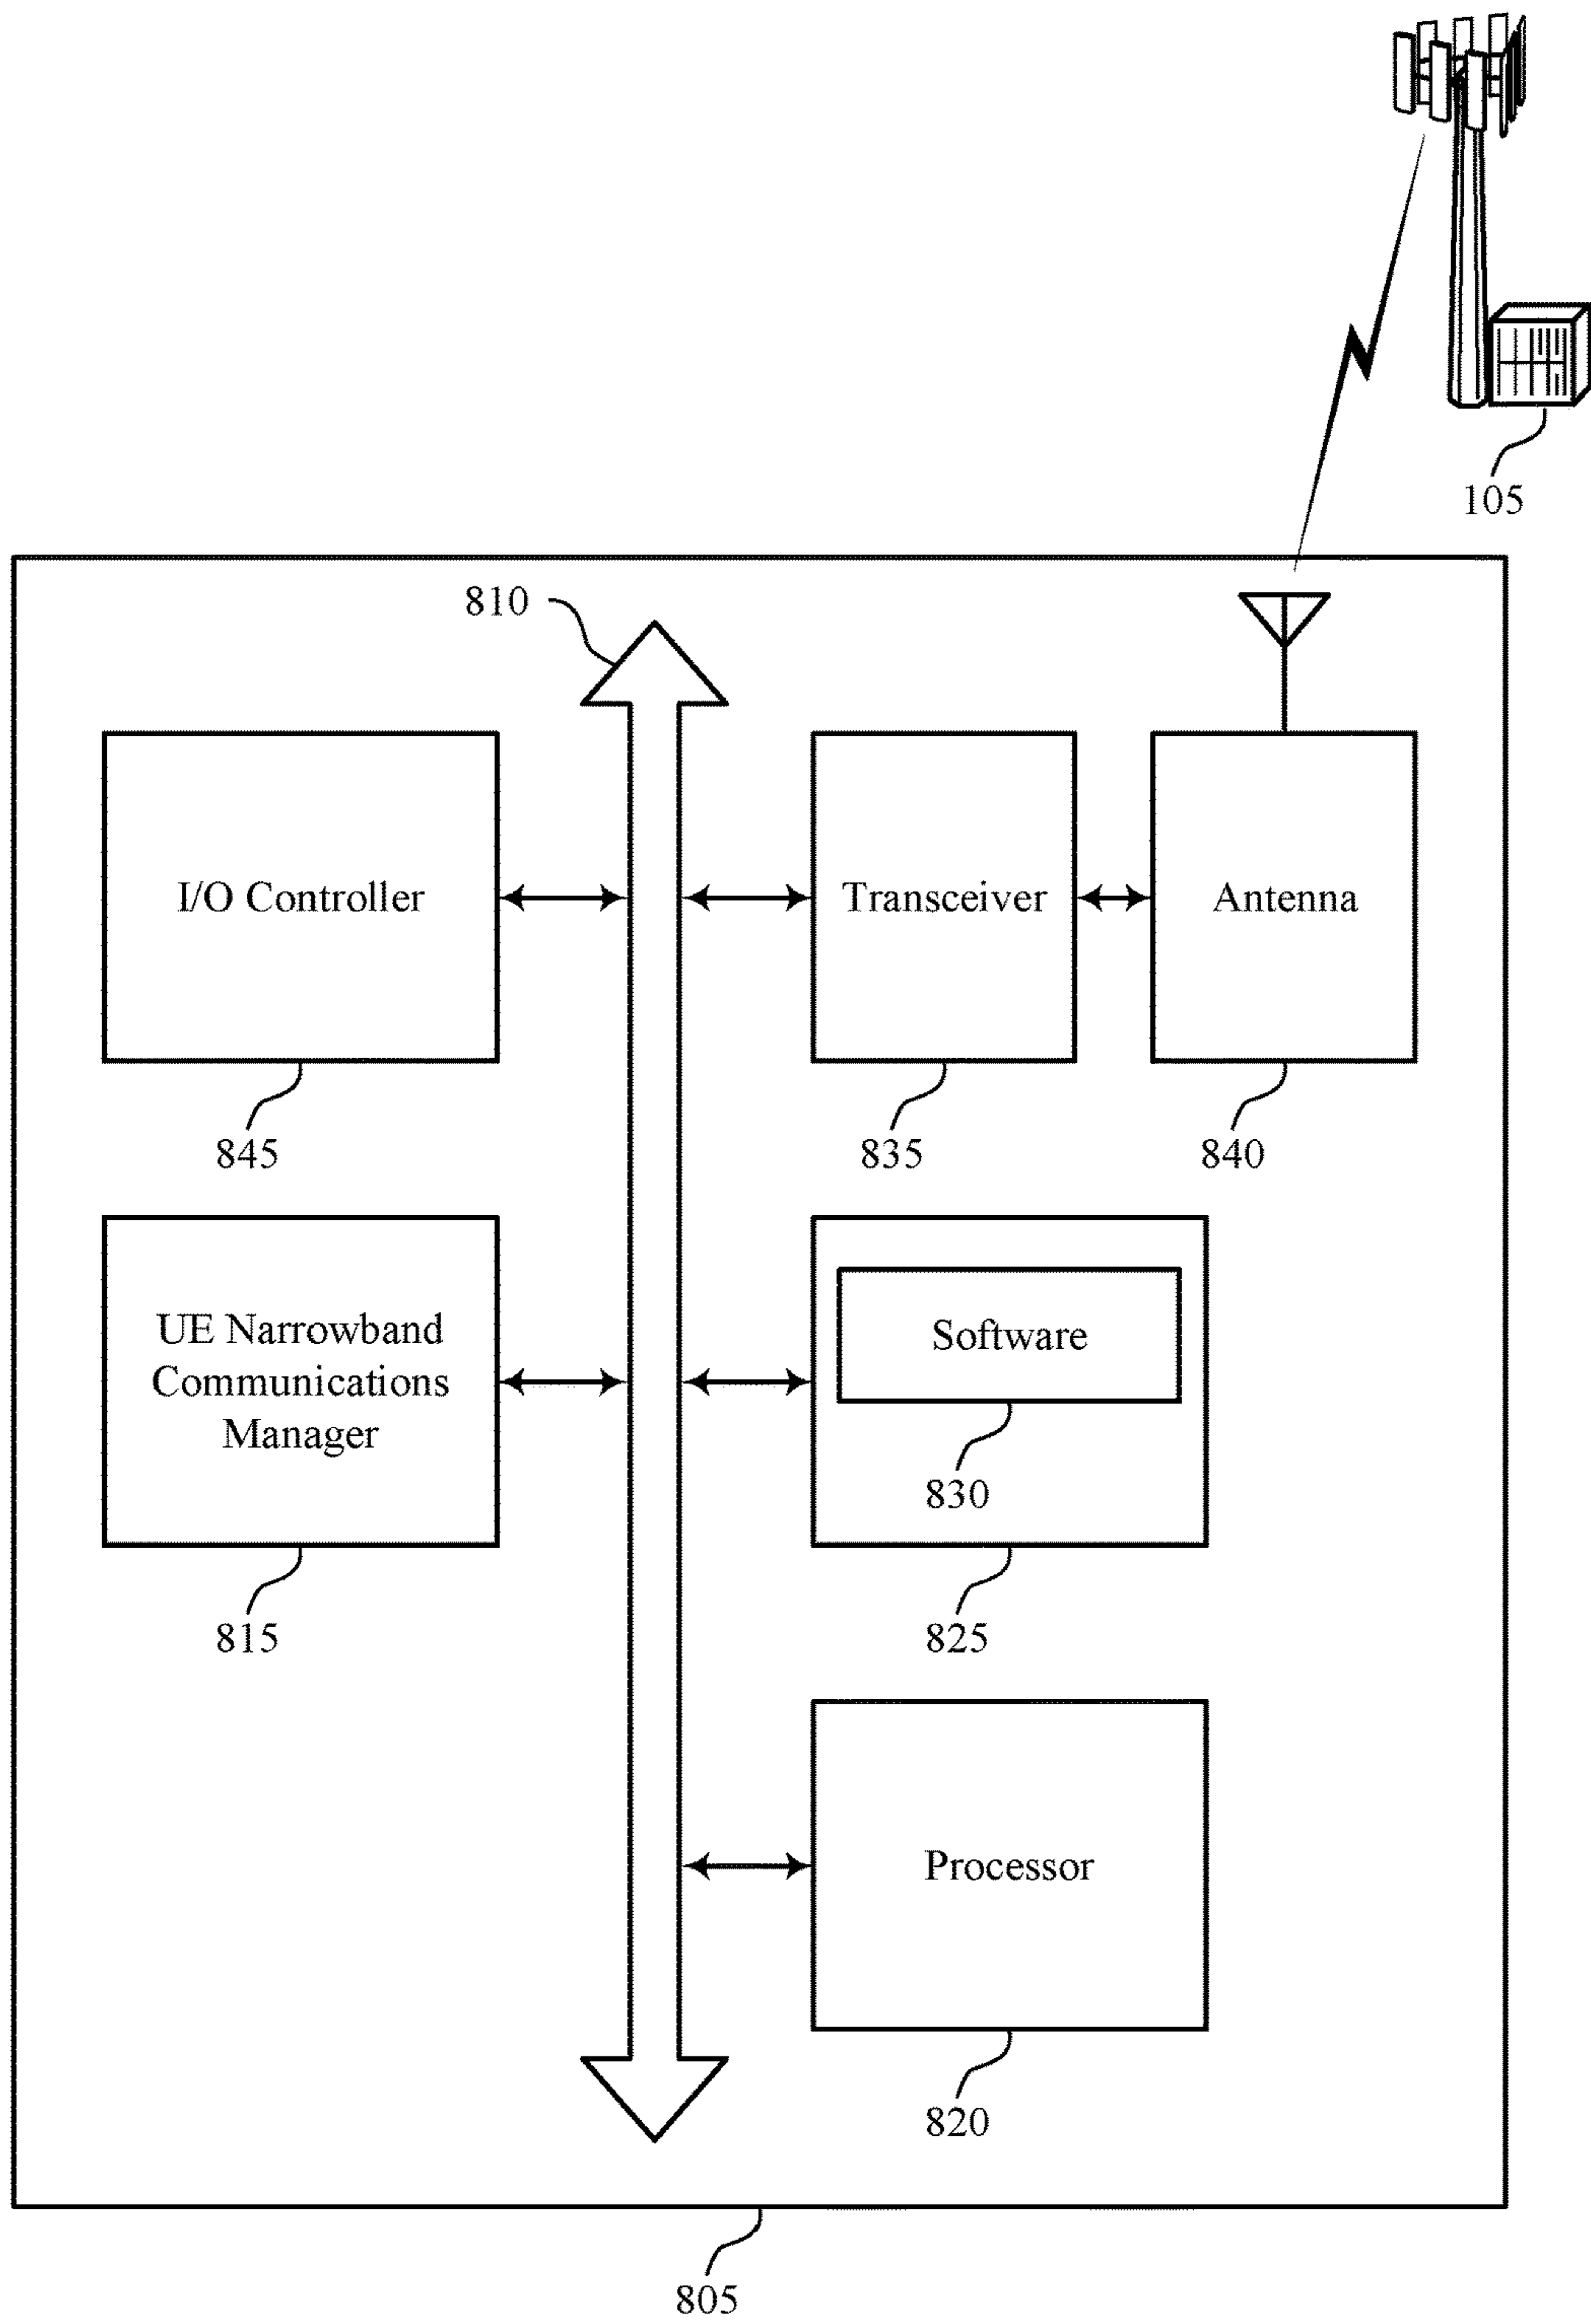 105
810
I/O Controller
Transceiver
Antenna
845
835
840
UE Narrowband
Communications
Manager
Software
830
815
825
Processor
820
805